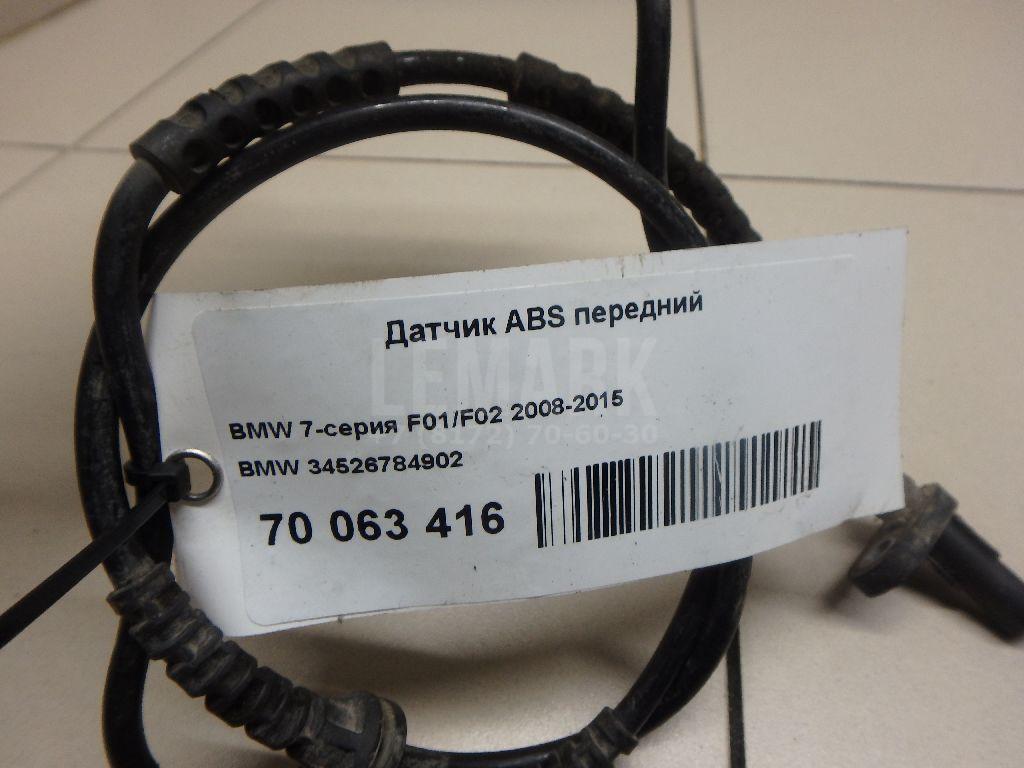 Датчик ABS передний
LEMARK
BMW 7-серия F01/F02 2008-2015
+7 (8172) 70-60-30
BMW 34526784902
70 063 416